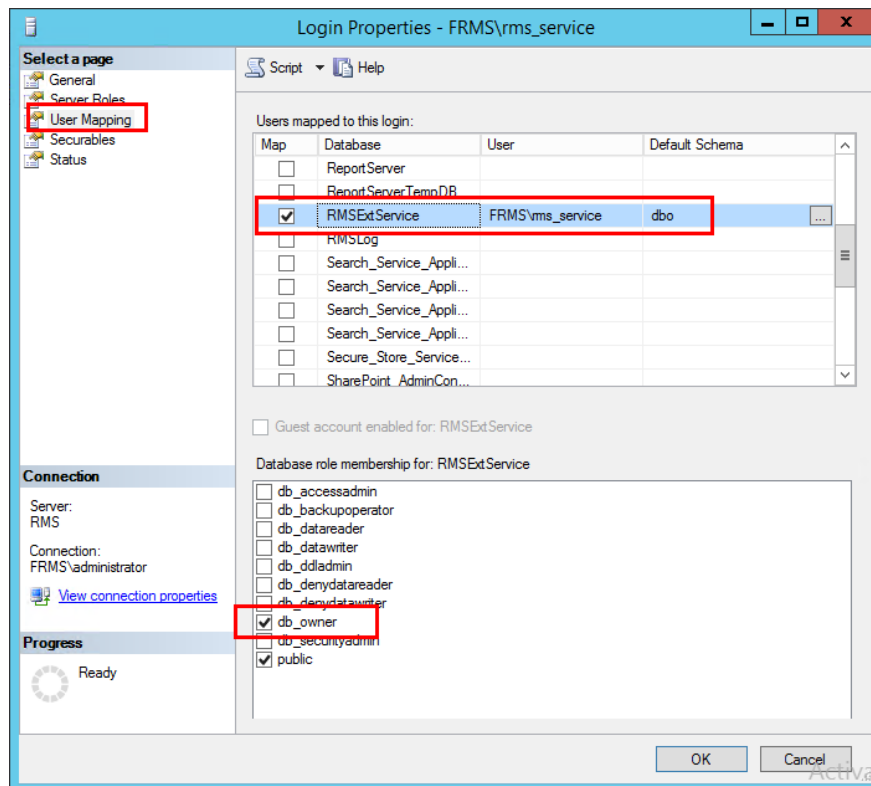 Login Properties - FRMS\rms_service
Select a page
General
Server Roles
User Mapping
Securables
Status
Script Help
Users mapped to this login:
Map Database User Default Schema
ReportServer
ReportServerTempDB
RMSExtService FRMS\rms_service dbo ...
RMSLog
Search_Service_Appli...
Search_Service_Appli...
Search_Service_Appli...
Search_Service_Appli...
Secure_Store_Service...
SharePoint_AdminCon...
Guest account enabled for: RMSExtService
Database role membership for: RMSExtService
db_accessadmin
db_backupoperator
db_datareader
db_datawriter
db_ddladmin
db_denydatareader
db_denydatawriter
db_owner
db_securityadmin
public
Connection
Server:
RMS
Connection:
FRMS\administrator
View connection properties
Progress
Ready
OK Cancel
Activa